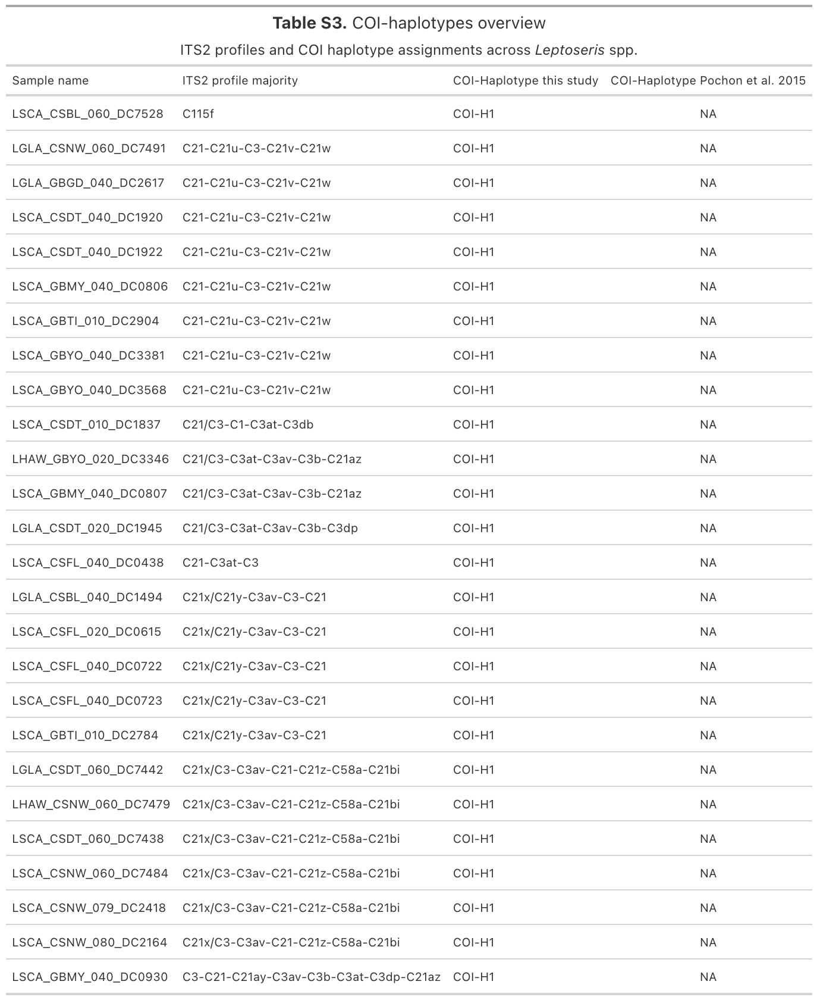 Table S3. COI-haplotypes overview
ITS2 profiles and COI haplotype assignments across Leptoseris spp.
Sample name ITS2 profile majority COI-Haplotype this study COI-Haplotype Pochon et al. 2015
LSCA_CSBL_060_DC7528 C115f COI-H1 NA
LGLA_CSNW_060_DC7491 C21-C21u-C3-C21v-C21w COI-H1 NA
LGLA_GBGD_040_DC2617 C21-C21u-C3-C21v-C21w COI-H1 NA
LSCA_CSDT_040_DC1920 C21-C21u-C3-C21v-C21w COI-H1 NA
LSCA_CSDT_040_DC1922 C21-C21u-C3-C21v-C21w COI-H1 NA
LSCA_GBMY_040_DC0806 C21-C21u-C3-C21v-C21w COI-H1 NA
LSCA_GBTI_010_DC2904 C21-C21u-C3-C21v-C21w COI-H1 NA
LSCA_GBYO_040_DC3381 C21-C21u-C3-C21v-C21w COI-H1 NA
LSCA_GBYO_040_DC3568 C21-C21u-C3-C21v-C21w COI-H1 NA
LSCA_CSDT_010_DC1837 C21/C3-C1-C3at-C3db COI-H1 NA
LHAW_GBYO_020_DC3346 C21/C3-C3at-C3av-C3b-C21az COI-H1 NA
LSCA_GBMY_040_DC0807 C21/C3-C3at-C3av-C3b-C21az COI-H1 NA
LGLA_CSDT_020_DC1945 C21/C3-C3at-C3av-C3b-C3dp COI-H1 NA
LSCA_CSFL_040_DC0438 C21-C3at-C3 COI-H1 NA
LGLA_CSBL_040_DC1494 C21x/C21y-C3av-C3-C21 COI-H1 NA
LSCA_CSFL_020_DC0615 C21x/C21y-C3av-C3-C21 COI-H1 NA
LSCA_CSFL_040_DC0722 C21x/C21y-C3av-C3-C21 COI-H1 NA
LSCA_CSFL_040_DC0723 C21x/C21y-C3av-C3-C21 COI-H1 NA
LSCA_GBTI_010_DC2784 C21x/C21y-C3av-C3-C21 COI-H1 NA
LGLA_CSDT_060_DC7442 C21x/C3-C3av-C21-C21z-C58a-C21bi COI-H1 NA
LHAW_CSNW_060_DC7479 C21x/C3-C3av-C21-C21z-C58a-C21bi COI-H1 NA
LSCA_CSDT_060_DC7438 C21x/C3-C3av-C21-C21z-C58a-C21bi COI-H1 NA
LSCA_CSNW_060_DC7484 C21x/C3-C3av-C21-C21z-C58a-C21bi COI-H1 NA
LSCA_CSNW_079_DC2418 C21x/C3-C3av-C21-C21z-C58a-C21bi COI-H1 NA
LSCA_CSNW_080_DC2164 C21x/C3-C3av-C21-C21z-C58a-C21bi COI-H1 NA
LSCA_GBMY_040_DC0930 C3-C21-C21ay-C3av-C3b-C3at-C3dp-C21az COI-H1 NA